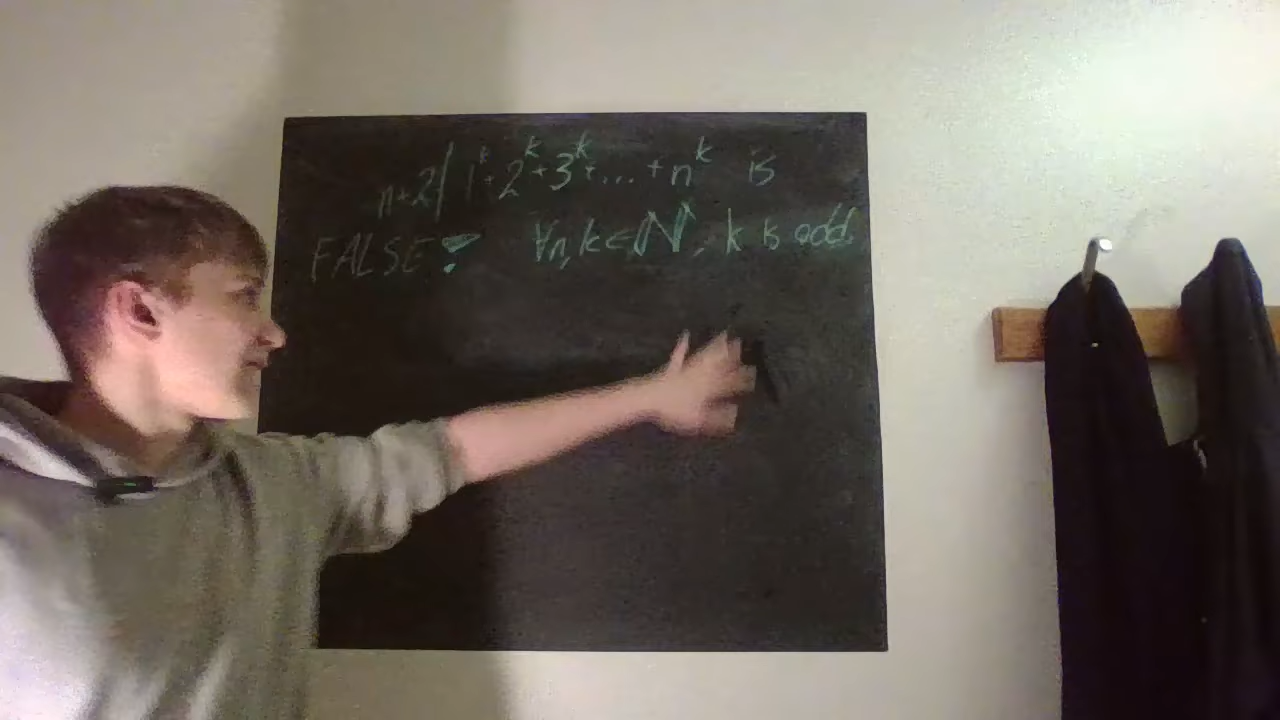 n+2 | 1^k + 2^k + 3^k + ... + n^k is
FALSE! ∀n,k∈ℕ, k is odd.